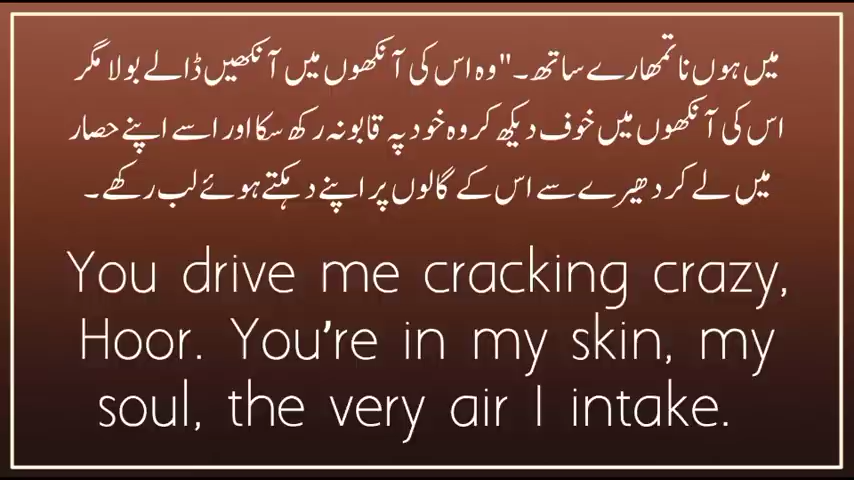 میں ہوں نا تمھارے ساتھ۔" وہ اس کی آنکھوں میں آنکھیں ڈالے بولا مگر
اس کی آنکھوں میں خوف دیکھ کر وہ خود پہ قابو نہ رکھ سکا اور اسے اپنے حصار
میں لے کر دھیرے سے اس کے گالوں پر اپنے دہکتے ہوئے لب رکھے۔
You drive me cracking crazy,
Hoor. You're in my skin, my
soul, the very air I intake.